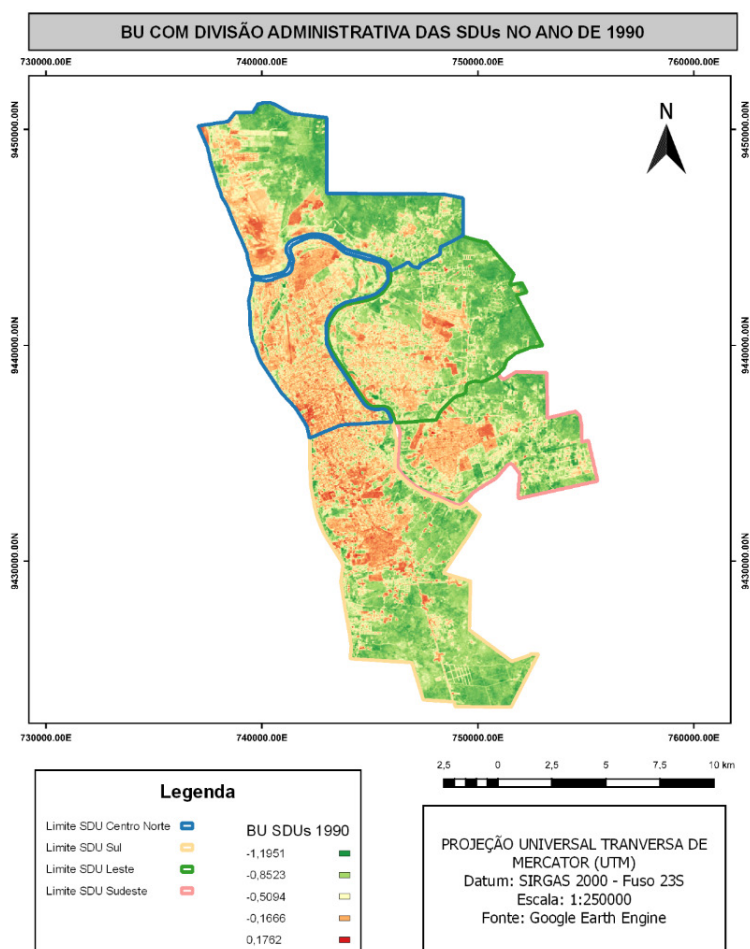 BU COM DIVISÃO ADMINISTRATIVA DAS SDUs NO ANO DE 1990
730000.00E 740000.00E 750000.00E 760000.00E
N
9450000.00N 9450000.00N
9440000.00N 9440000.00N
9430000.00N 9430000.00N
730000.00E 740000.00E 750000.00E 760000.00E
2,5 0 2,5 5 7,5 10 km
Legenda
Limite SDU Centro Norte
Limite SDU Sul
Limite SDU Leste
Limite SDU Sudeste
BU SDUs 1990
-1,1951
-0,8523
-0,5094
-0,1666
0,1762
PROJEÇÃO UNIVERSAL TRANVERSA DE
MERCATOR (UTM)
Datum: SIRGAS 2000 - Fuso 23S
Escala: 1:250000
Fonte: Google Earth Engine